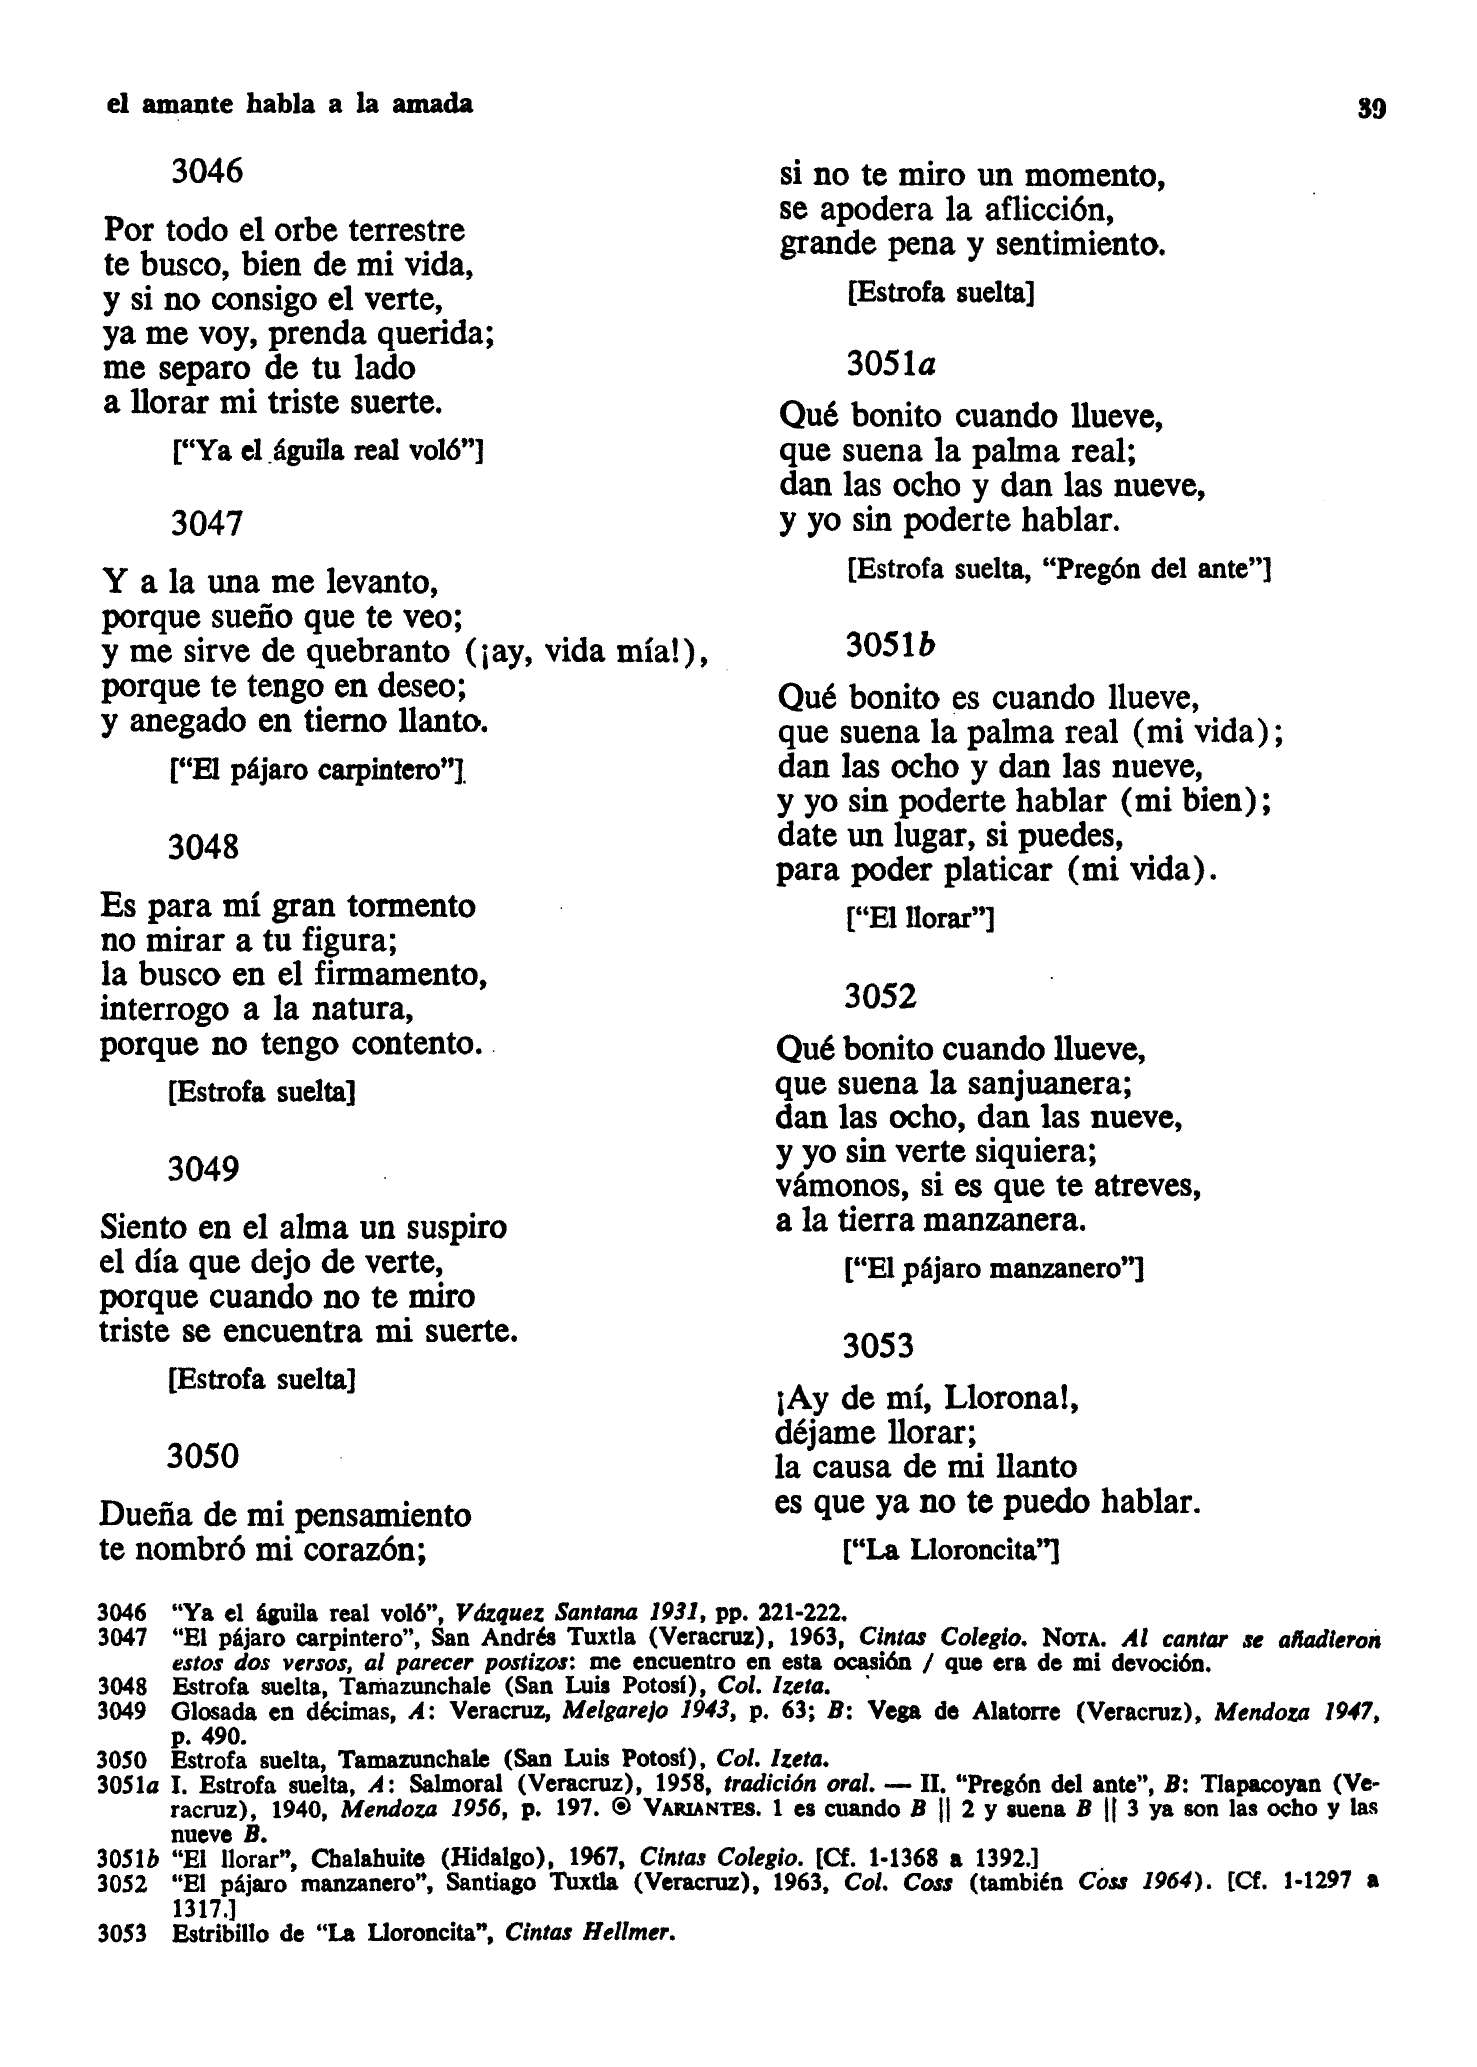 el amante habla a la amada
39
3046
Por todo el orbe terrestre
te busco, bien de mi vida,
y si no consigo el verte,
ya me voy, prenda querida;
me separo de tu lado
a llorar mi triste suerte.
[“Ya el águila real voló”]
3047
Y a la una me levanto,
porque sueño que te veo;
y me sirve de quebranto (¡ay, vida mía!),
porque te tengo en deseo;
y anegado en tierno llanto.
[“El pájaro carpintero”]
3048
Es para mí gran tormento
no mirar a tu figura;
la busco en el firmamento,
interrogo a la natura,
porque no tengo contento.
[Estrofa suelta]
3049
Siento en el alma un suspiro
el día que dejo de verte,
porque cuando no te miro
triste se encuentra mi suerte.
[Estrofa suelta]
3050
Dueña de mi pensamiento
te nombró mi corazón;
si no te miro un momento,
se apodera la aflicción,
grande pena y sentimiento.
[Estrofa suelta]
3051a
Qué bonito cuando llueve,
que suena la palma real;
dan las ocho y dan las nueve,
y yo sin poderte hablar.
[Estrofa suelta, “Pregón del ante”]
3051b
Qué bonito es cuando llueve,
que suena la palma real (mi vida);
dan las ocho y dan las nueve,
y yo sin poderte hablar (mi bien);
date un lugar, si puedes,
para poder platicar (mi vida).
[“El llorar”]
3052
Qué bonito cuando llueve,
que suena la sanjuanera;
dan las ocho, dan las nueve,
y yo sin verte siquiera;
vámonos, si es que te atreves,
a la tierra manzanera.
[“El pájaro manzanero”]
3053
¡Ay de mí, Llorona!,
déjame llorar;
la causa de mi llanto
es que ya no te puedo hablar.
[“La Lloroncita”]
3046 “Ya el águila real voló”, Vázquez Santana 1931, pp. 221-222.
3047 “El pájaro carpintero”, San Andrés Tuxtla (Veracruz), 1963, Cintas Colegio. NOTA. Al cantar se añadieron
estos dos versos, al parecer postizos: me encuentro en esta ocasión / que era de mi devoción.
3048 Estrofa suelta, Tamazunchale (San Luis Potosí), Col. Izeta.
3049 Glosada en décimas, A: Veracruz, Melgarejo 1943, p. 63; B: Vega de Alatorre (Veracruz), Mendoza 1947,
p. 490.
3050 Estrofa suelta, Tamazunchale (San Luis Potosí), Col. Izeta.
3051a I. Estrofa suelta, A: Salmoral (Veracruz), 1958, tradición oral. — II. “Pregón del ante”, B: Tlapacoyan (Ve-
racruz), 1940, Mendoza 1956, p. 197. ⊙ VARIANTES. 1 es cuando B || 2 y suena B || 3 ya son las ocho y las
nueve B.
3051b “El llorar”, Chalahuite (Hidalgo), 1967, Cintas Colegio. [Cf. 1-1368 a 1392.]
3052 “El pájaro manzanero”, Santiago Tuxtla (Veracruz), 1963, Col. Coss (también Coss 1964). [Cf. 1-1297 a
1317.]
3053 Estribillo de “La Lloroncita”, Cintas Hellmer.